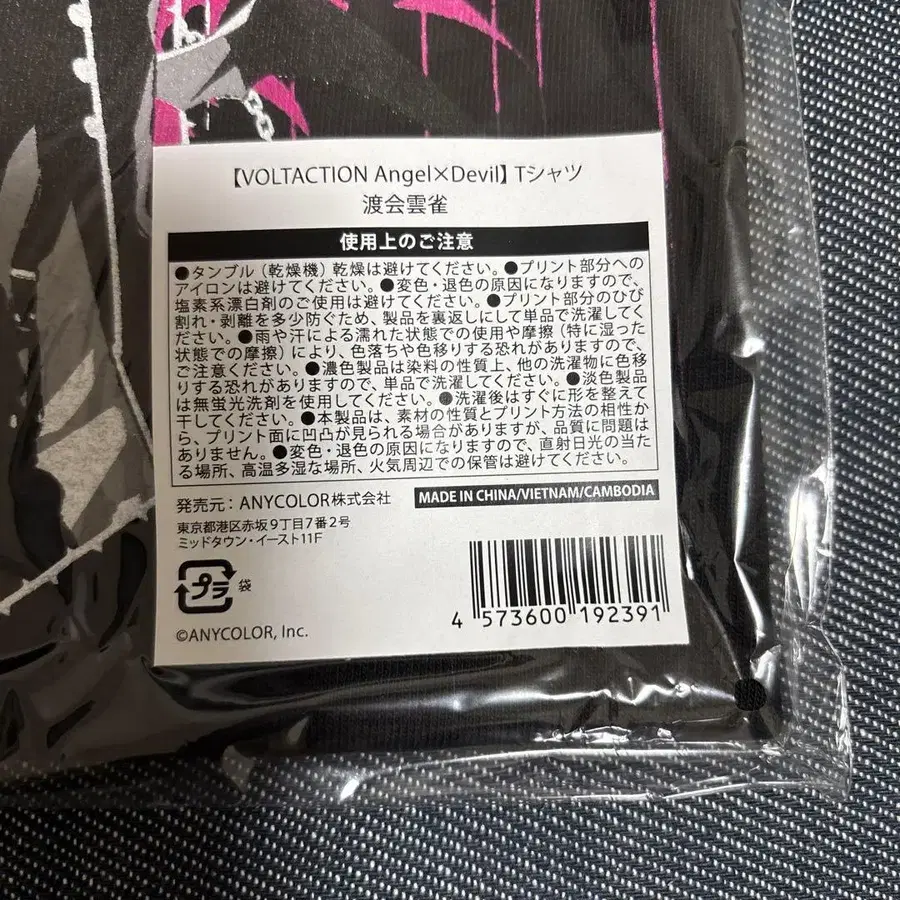 【VOLTACTION Angel×Devil】Tシャツ
渡会雲雀
使用上のご注意
●タンブル（乾燥機）乾燥は避けてください。●プリント部分への
アイロンは避けてください。●変色・退色の原因になりますので、
塩素系漂白剤のご使用は避けてください。●プリント部分のひび
割れ・剥離を多少防ぐため、製品を裏返しにして単品で洗濯してく
ださい。●雨や汗による濡れた状態での使用や摩擦（特に湿った
状態での摩擦）により、色落ちや色移りする恐れがありますので、
ご注意ください。●濃色製品は染料の性質上、他の洗濯物に色移
りする恐れがありますので、単品で洗濯してください。●淡色製品
は無蛍光洗剤を使用してください。●洗濯後はすぐに形を整えて
干してください。●本製品は、素材の性質とプリント方法の相性か
ら、プリント面に凹凸が見られる場合がありますが、品質に問題は
ありません。●変色・退色の原因になりますので、直射日光の当た
る場所、高温多湿な場所、火気周辺での保管は避けてください。
発売元：ANYCOLOR株式会社
MADE IN CHINA/VIETNAM/CAMBODIA
東京都港区赤坂9丁目7番2号
ミッドタウン・イースト11F
プラ 袋
4 573600 192391
©ANYCOLOR, Inc.